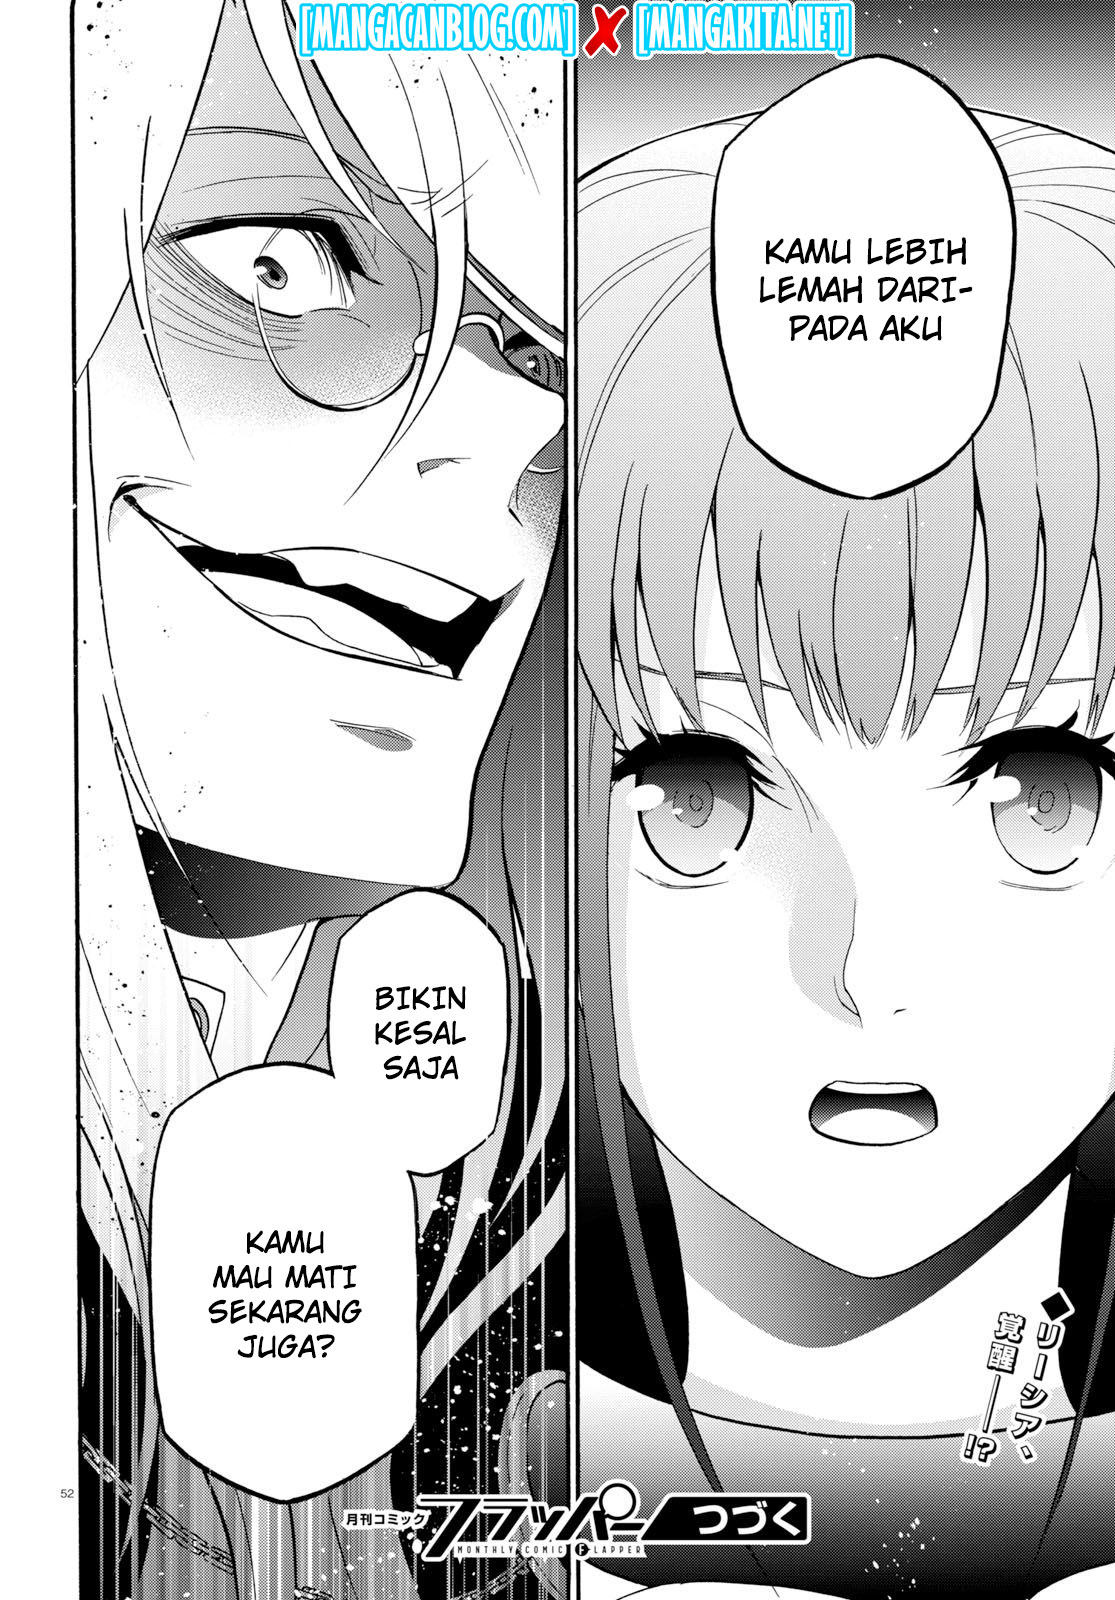 [MANGACANBLOG.COM] X [MANGAKITA.NET]
KAMU LEBIH
LEMAH DARI-
PADA AKU
BIKIN
KESAL
SAJA
KAMU
MAU MATI
SEKARANG
JUGA?
◆リーシア、
覚醒――!?
52
月刊コミック
フラッパー
MONTHLY COMIC FLAPPER
つづく